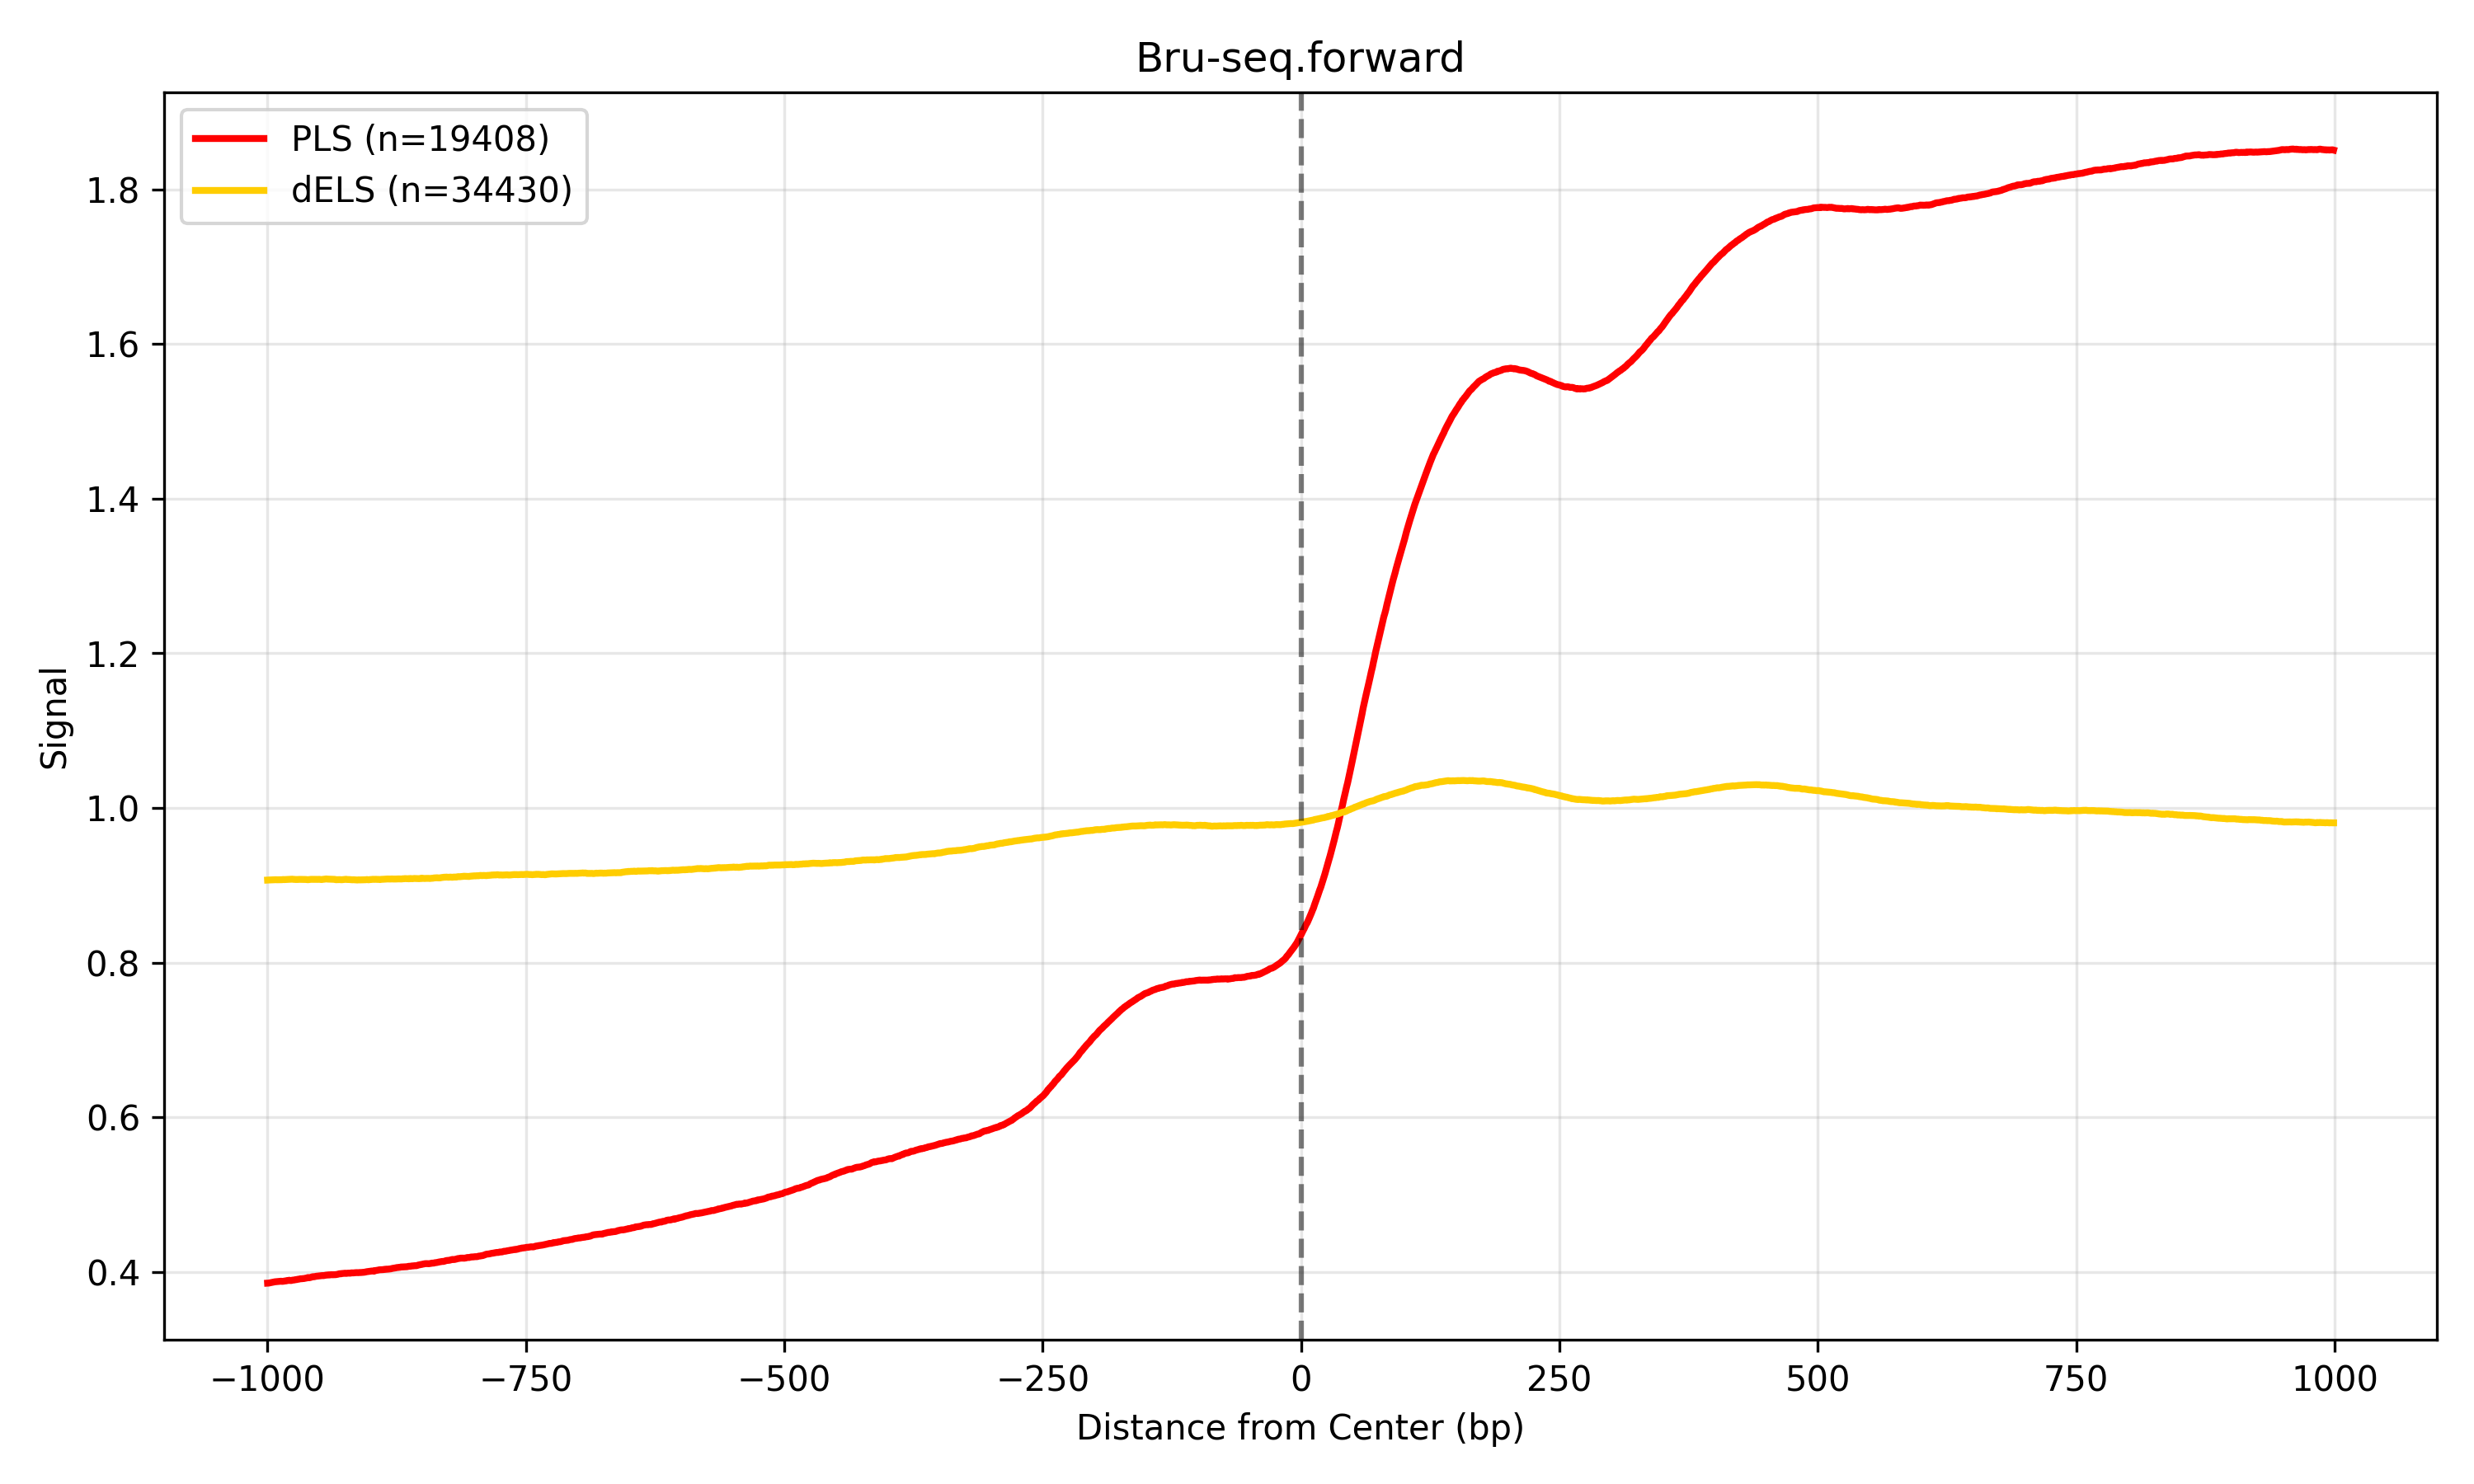 Bru-seq.forward
PLS (n=19408)
dELS (n=34430)
Signal
1.8
1.6
1.4
1.2
1.0
0.8
0.6
0.4
−1000 −750 −500 −250 0 250 500 750 1000
Distance from Center (bp)